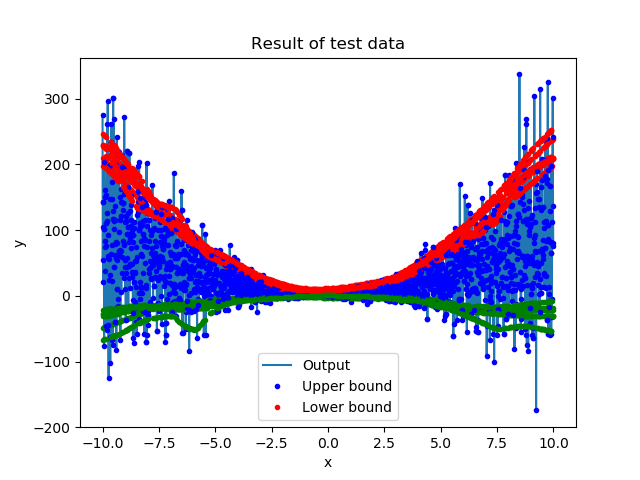 Result of test data
300
200
100
0
−100
−200
y
−10.0
−7.5
−5.0
−2.5
0.0
2.5
5.0
7.5
10.0
x
Output
Upper bound
Lower bound